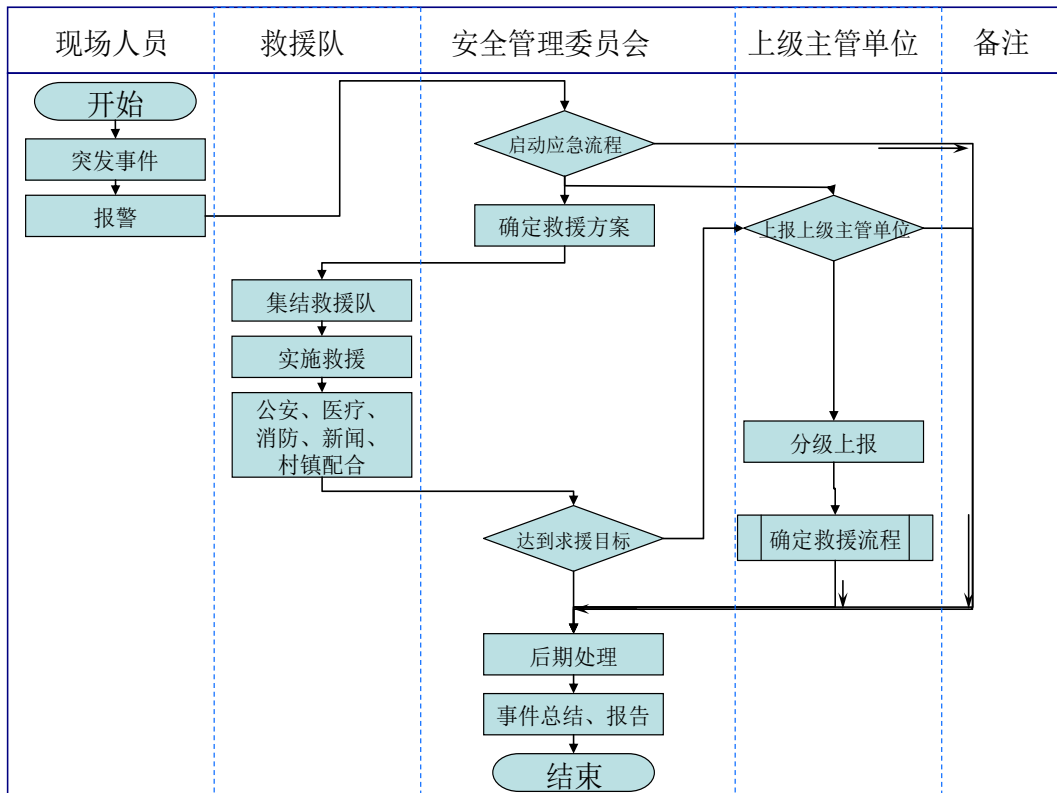 现场人员
救援队
安全管理委员会
上级主管单位
备注
开始
突发事件
报警
启动应急流程
确定救援方案
上报上级主管单位
集结救援队
实施救援
公安、医疗、
消防、新闻、
村镇配合
分级上报
达到求援目标
确定救援流程
后期处理
事件总结、报告
结束